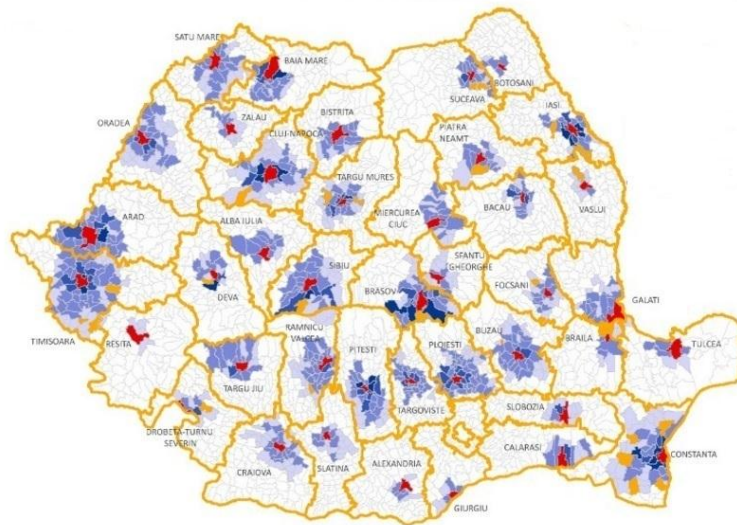 SATU MARE
BAIA MARE
BOTOSANI
SUCEAVA
ORADEA
ZALAU
BISTRITA
IASI
CLUJ-NAPOCA
PIATRA
NEAMT
TARGU MURES
ARAD
ALBA IULIA
MIERCUREA
CIUC
BACAU
VASLUI
SIBIU
SFANTU
GHEORGHE
DEVA
BRASOV
FOCSANI
GALATI
TIMISOARA
RESITA
RAMNICU
VALCEA
PITESTI
PLOIESTI
BUZAU
BRAILA
TULCEA
TARGU JIU
TARGOVISTE
SLOBOZIA
DROBETA-TURNU
SEVERIN
CRAIOVA
SLATINA
ALEXANDRIA
CALARASI
CONSTANTA
GIURGIU